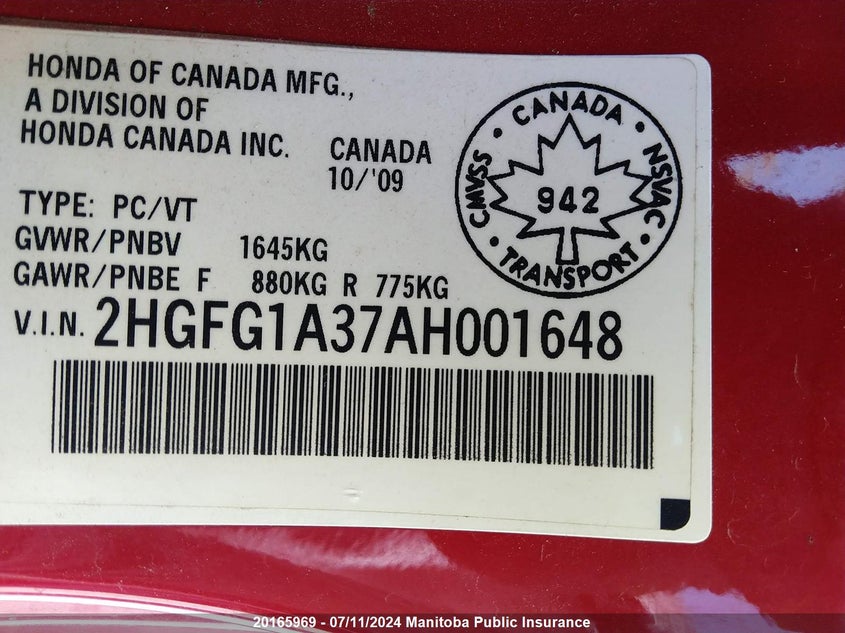 HONDA OF CANADA MFG.,
A DIVISION OF
HONDA CANADA INC.
CANADA
10/'09
TYPE: PC/VT
GVWR/PNBV 1645KG
GAWR/PNBE F 880KG R 775KG
V.I.N. 2HGFG1A37AH001648
CANADA
CMVSS
NSVAC
942
TRANSPORT
20165969 - 07/11/2024 Manitoba Public Insurance